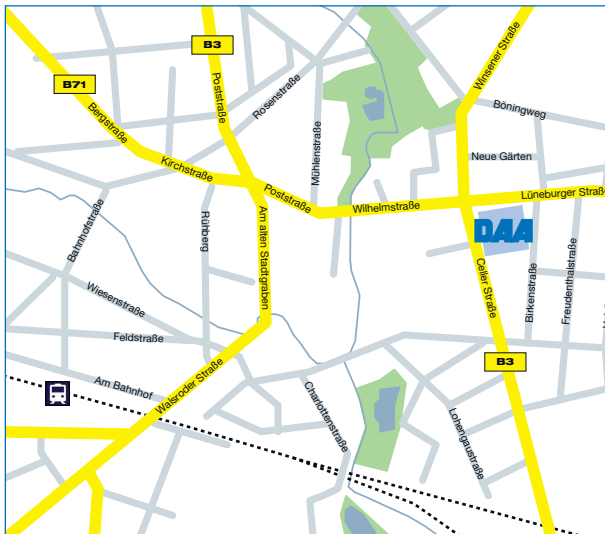 B3
B71
Winsener Straße
Poststraße
Rosenstraße
Böningweg
Bergstraße
Mühlenstraße
Neue Gärten
Kirchstraße
Poststraße
Wilhelmstraße
Lüneburger Straße
Bahnhofstraße
Rühberg
Am alten Stadtgraben
DAA
Celler Straße
Birkenstraße
Freudenthalstraße
Wiesenstraße
Feldstraße
B3
Am Bahnhof
Walsroder Straße
Charlottenstraße
Lohengaustraße